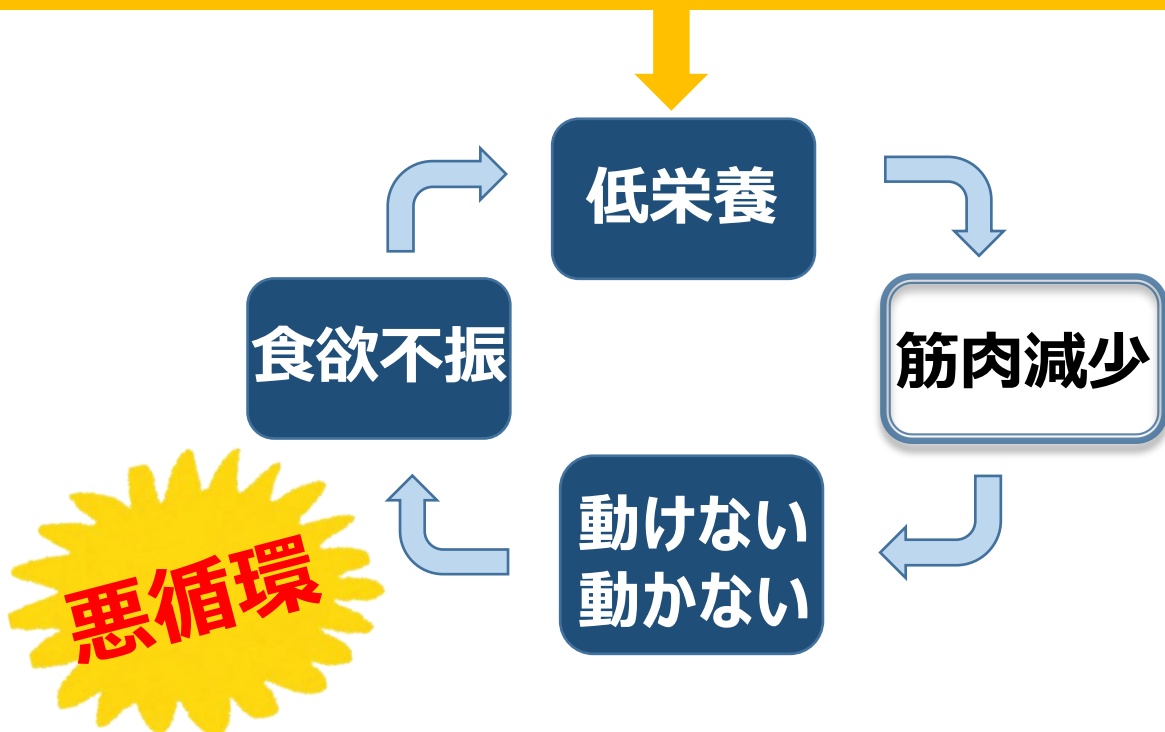 低栄養
食欲不振
筋肉減少
動けない
動かない
悪循環